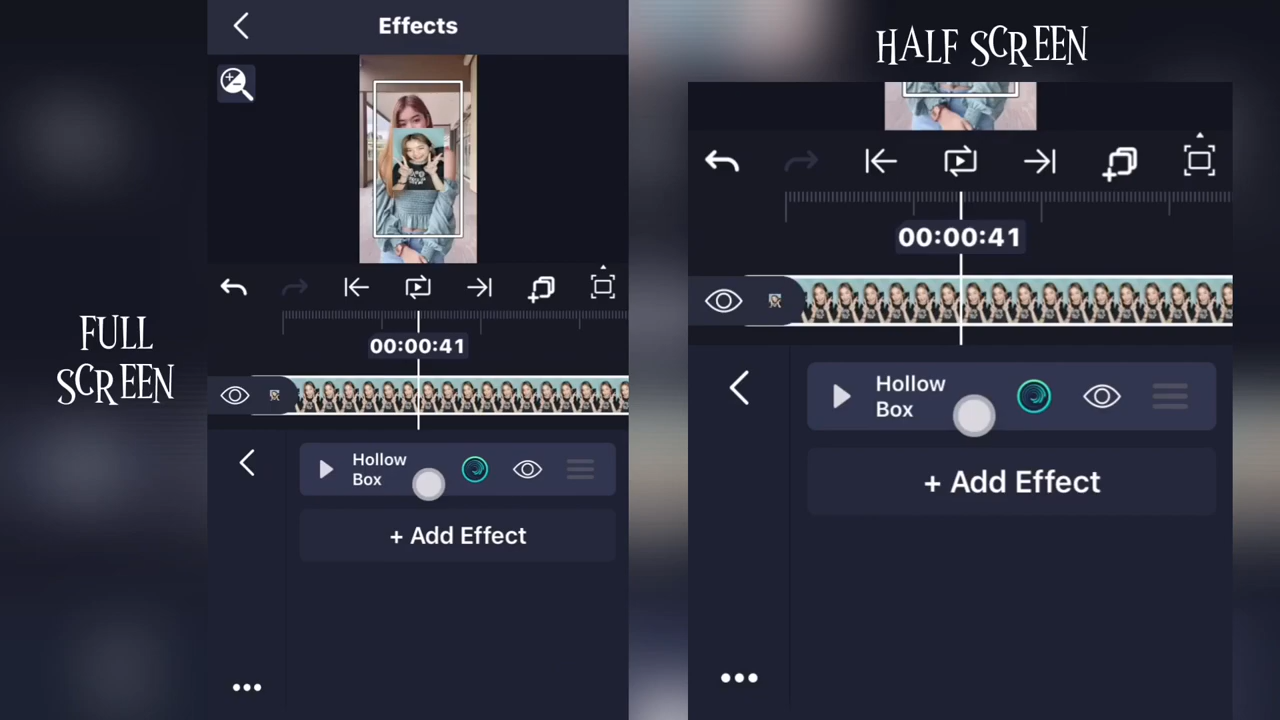 FULL
SCREEN
Effects
00:00:41
Hollow
Box
+ Add Effect
HALF SCREEN
00:00:41
Hollow
Box
+ Add Effect